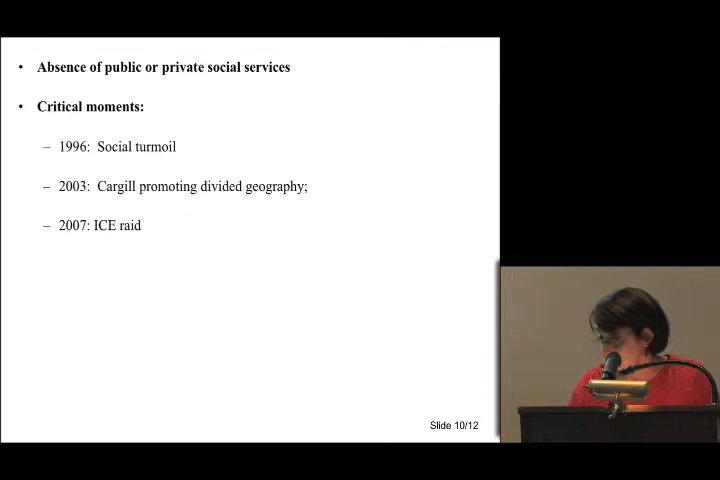 • Absence of public or private social services
• Critical moments:
– 1996: Social turmoil
– 2003: Cargill promoting divided geography;
– 2007: ICE raid
Slide 10/12